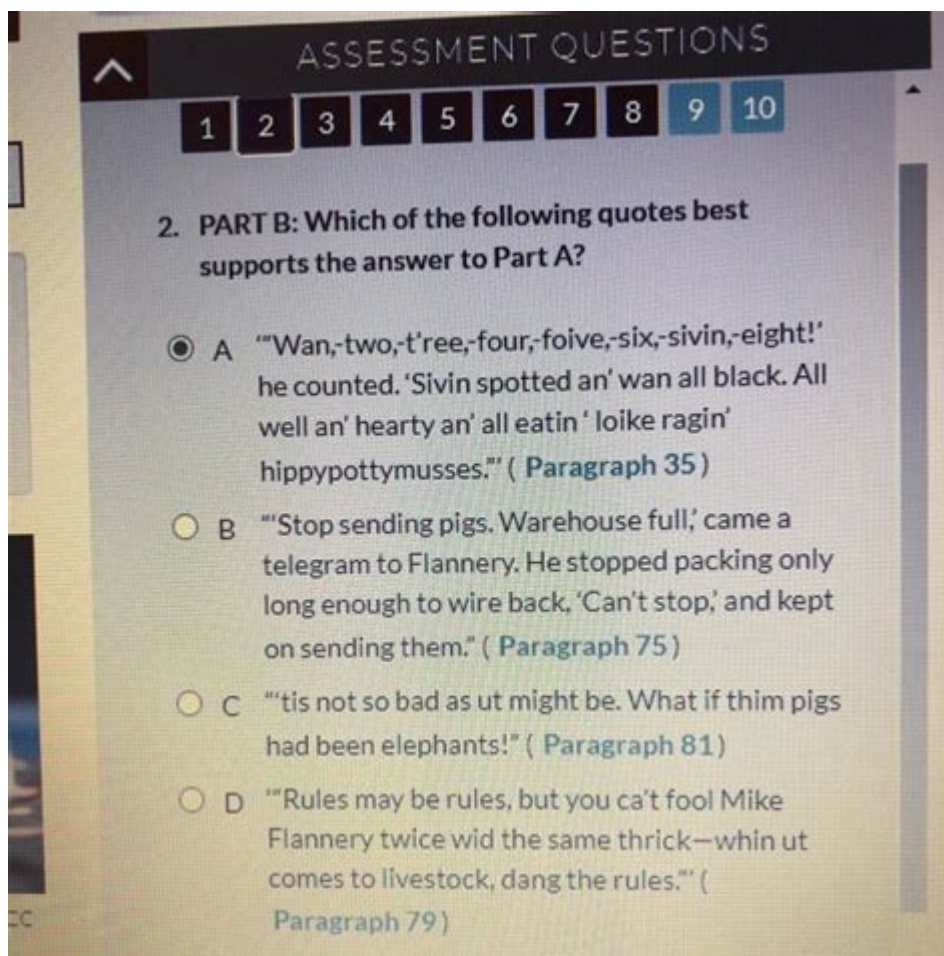 ASSESSMENT QUESTIONS
1 2 3 4 5 6 7 8 9 10
2. PART B: Which of the following quotes best
supports the answer to Part A?
A "'Wan,-two,-t'ree,-four,-foive,-six,-sivin,-eight!'
he counted. 'Sivin spotted an' wan all black. All
well an' hearty an' all eatin' loike ragin'
hippypottymusses.'" ( Paragraph 35)
B "'Stop sending pigs. Warehouse full,' came a
telegram to Flannery. He stopped packing only
long enough to wire back, 'Can't stop,' and kept
on sending them." ( Paragraph 75)
C "'tis not so bad as ut might be. What if thim pigs
had been elephants!" ( Paragraph 81)
D "'Rules may be rules, but you ca't fool Mike
Flannery twice wid the same thrick—whin ut
comes to livestock, dang the rules.'" (
Paragraph 79)
CC